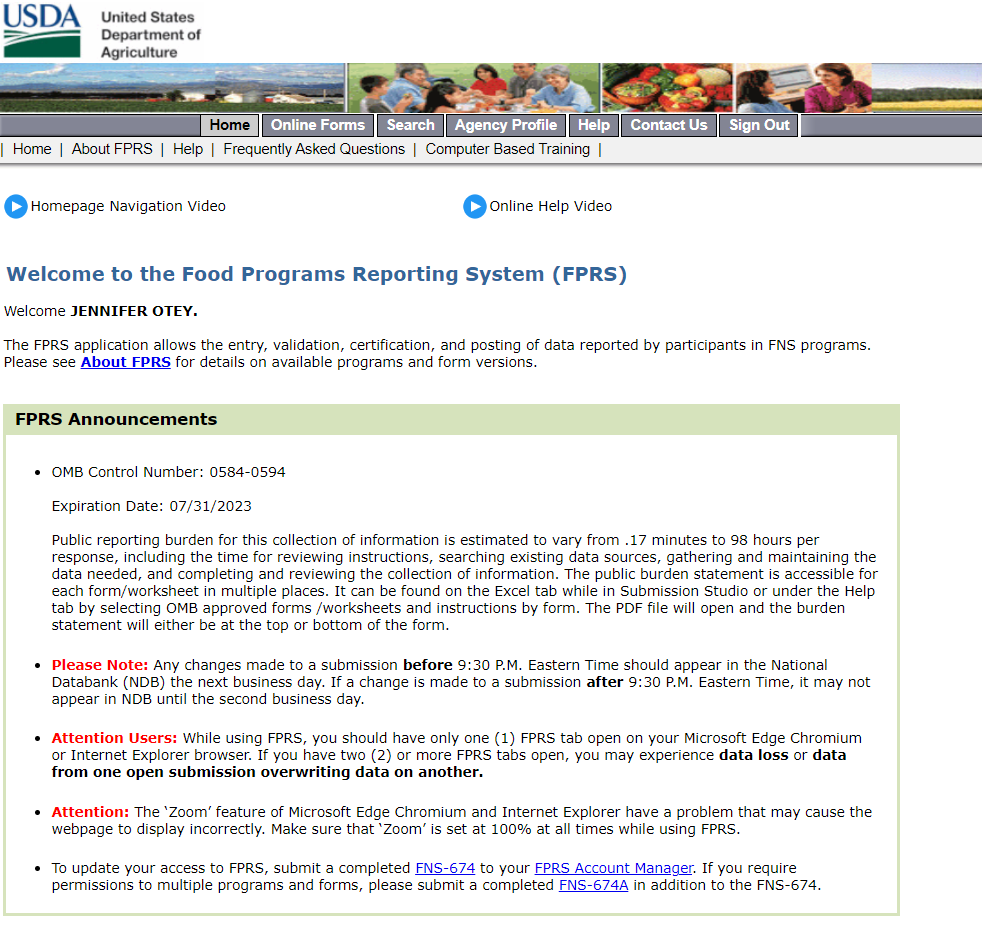 USDA
United States
Department of
Agriculture
Home Online Forms Search Agency Profile Help Contact Us Sign Out
| Home | About FPRS | Help | Frequently Asked Questions | Computer Based Training |
Homepage Navigation Video Online Help Video
Welcome to the Food Programs Reporting System (FPRS)
Welcome JENNIFER OTEY.
The FPRS application allows the entry, validation, certification, and posting of data reported by participants in FNS programs.
Please see About FPRS for details on available programs and form versions.
FPRS Announcements
• OMB Control Number: 0584-0594
Expiration Date: 07/31/2023
Public reporting burden for this collection of information is estimated to vary from .17 minutes to 98 hours per
response, including the time for reviewing instructions, searching existing data sources, gathering and maintaining the
data needed, and completing and reviewing the collection of information. The public burden statement is accessible for
each form/worksheet in multiple places. It can be found on the Excel tab while in Submission Studio or under the Help
tab by selecting OMB approved forms /worksheets and instructions by form. The PDF file will open and the burden
statement will either be at the top or bottom of the form.
• Please Note: Any changes made to a submission before 9:30 P.M. Eastern Time should appear in the National
Databank (NDB) the next business day. If a change is made to a submission after 9:30 P.M. Eastern Time, it may not
appear in NDB until the second business day.
• Attention Users: While using FPRS, you should have only one (1) FPRS tab open on your Microsoft Edge Chromium
or Internet Explorer browser. If you have two (2) or more FPRS tabs open, you may experience data loss or data
from one open submission overwriting data on another.
• Attention: The ‘Zoom’ feature of Microsoft Edge Chromium and Internet Explorer have a problem that may cause the
webpage to display incorrectly. Make sure that ‘Zoom’ is set at 100% at all times while using FPRS.
• To update your access to FPRS, submit a completed FNS-674 to your FPRS Account Manager. If you require
permissions to multiple programs and forms, please submit a completed FNS-674A in addition to the FNS-674.